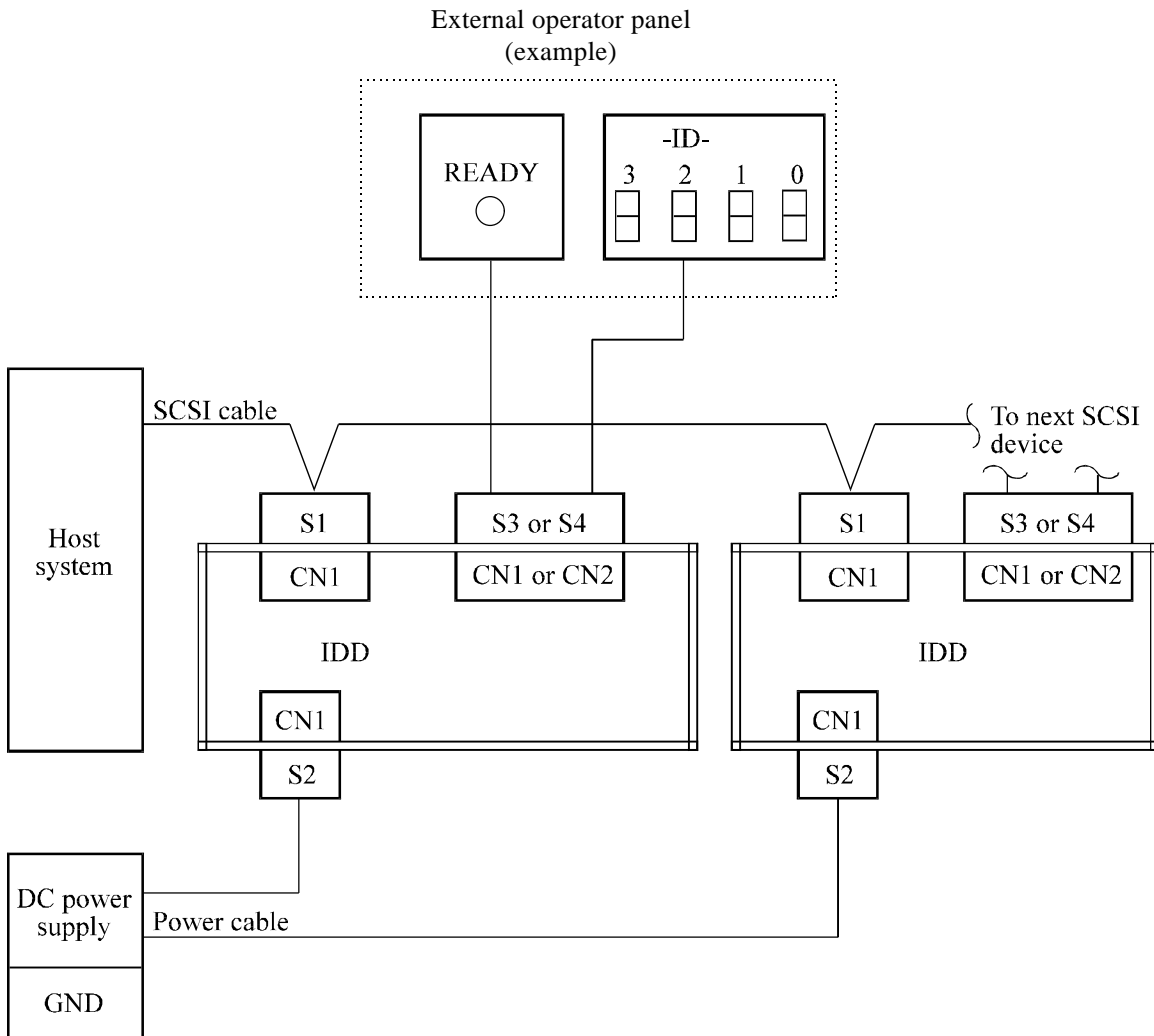 External operator panel
(example)
READY
-ID-
3 2 1 0
SCSI cable
To next SCSI
device
Host
system
S1
S3 or S4
S1
S3 or S4
CN1
CN1 or CN2
CN1
CN1 or CN2
IDD
IDD
CN1
CN1
S2
S2
DC power
supply
Power cable
GND